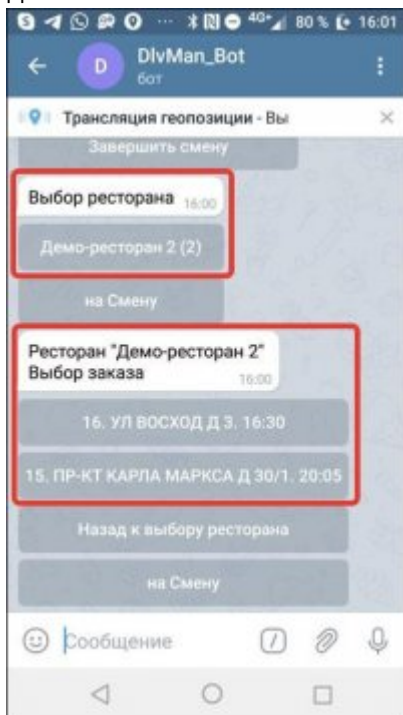 40+ 80 % 16:01
D
DlvMan_Bot
бот
Трансляция геопозиции - Вы
Завершить смену
Выбор ресторана 16:00
Демо-ресторан 2 (2)
на Смену
Ресторан "Демо-ресторан 2"
Выбор заказа 16:00
16. УЛ ВОСХОД Д 3. 16:30
15. ПР-КТ КАРЛА МАРКСА Д 30/1. 20:05
Назад к выбору ресторана
на Смену
Сообщение